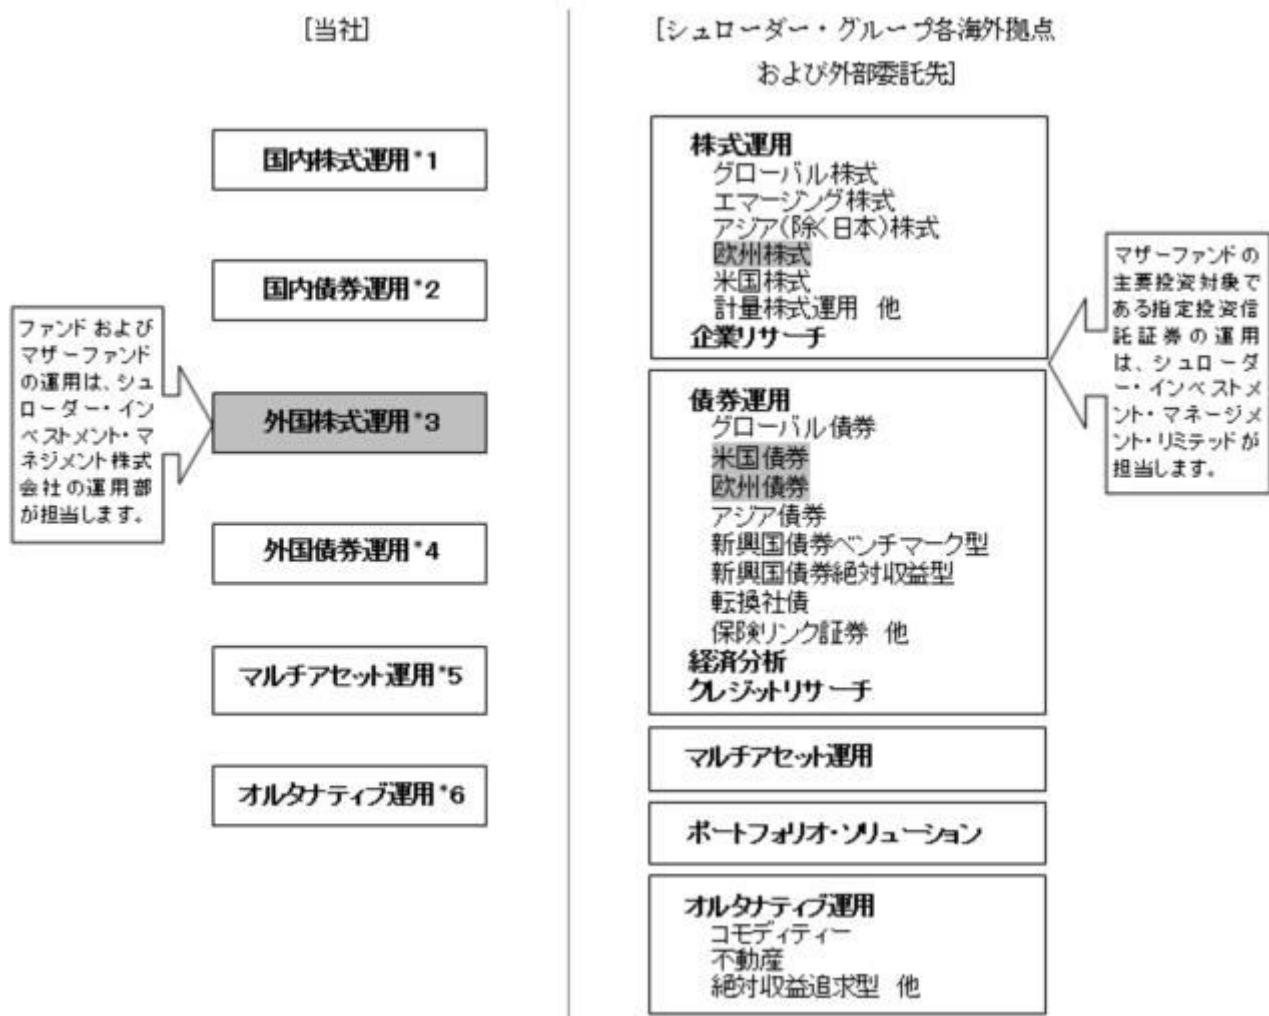 [当社]
国内株式運用*1
国内債券運用*2
ファンドおよび
マザーファンド
の運用は、シュ
ローダー・イン
ベストメント・マ
ネジメント株式
会社の運用部
が担当します。
外国株式運用*3
外国債券運用*4
マルチアセット運用*5
オルタナティブ運用*6
[シュローダー・グループ各海外拠点
および外部委託先]
株式運用
グローバル株式
エマージング株式
アジア(除く日本)株式
欧州株式
米国株式
計量株式運用 他
企業リサーチ
債券運用
グローバル債券
米国債券
欧州債券
アジア債券
新興国債券ベンチマーク型
新興国債券絶対収益型
転換社債
保険リンク証券 他
経済分析
クレジットリサーチ
マルチアセット運用
ポートフォリオ・ソリューション
オルタナティブ運用
コモディティー
不動産
絶対収益追求型 他
マザーファンドの
主要投資対象で
ある指定投資信
託証券の運用
は、シュローダ
ー・インベストメ
ント・マネージメ
ント・リミテッドが
担当します。